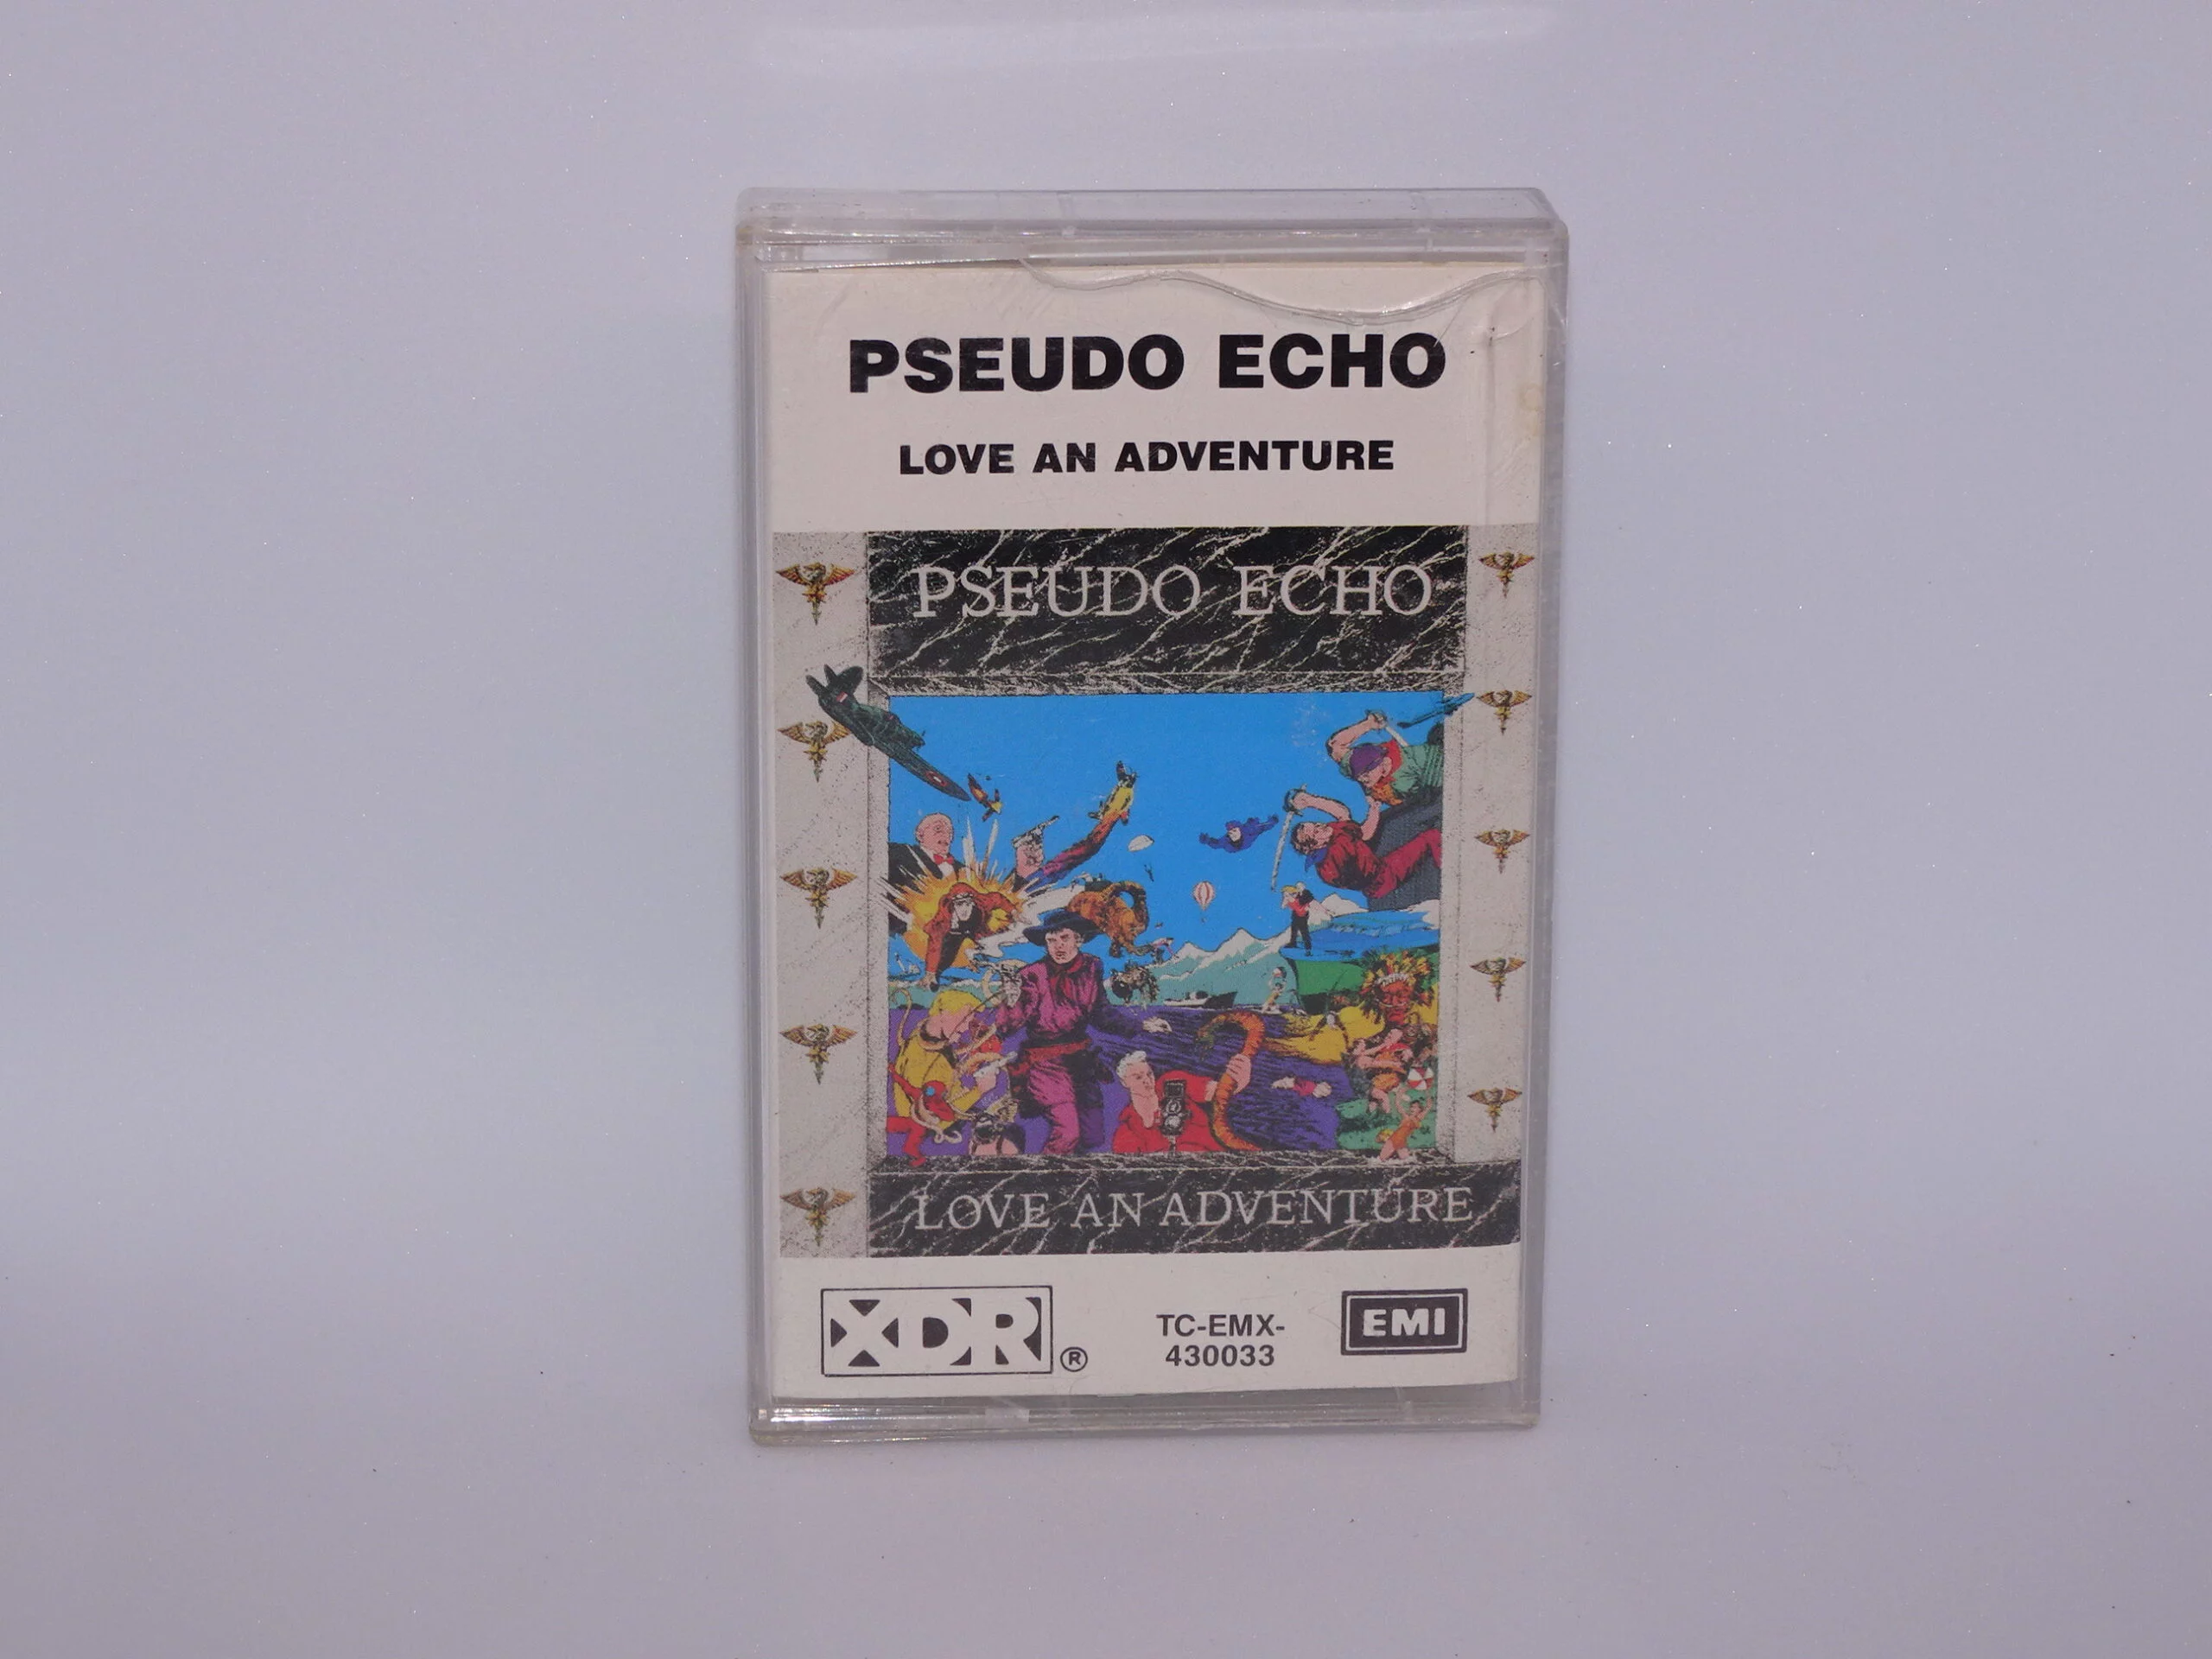 PSEUDO ECHO
LOVE AN ADVENTURE
PSEUDO ECHO
LOVE AN ADVENTURE
XDR®
TC-EMX-
430033
EMI